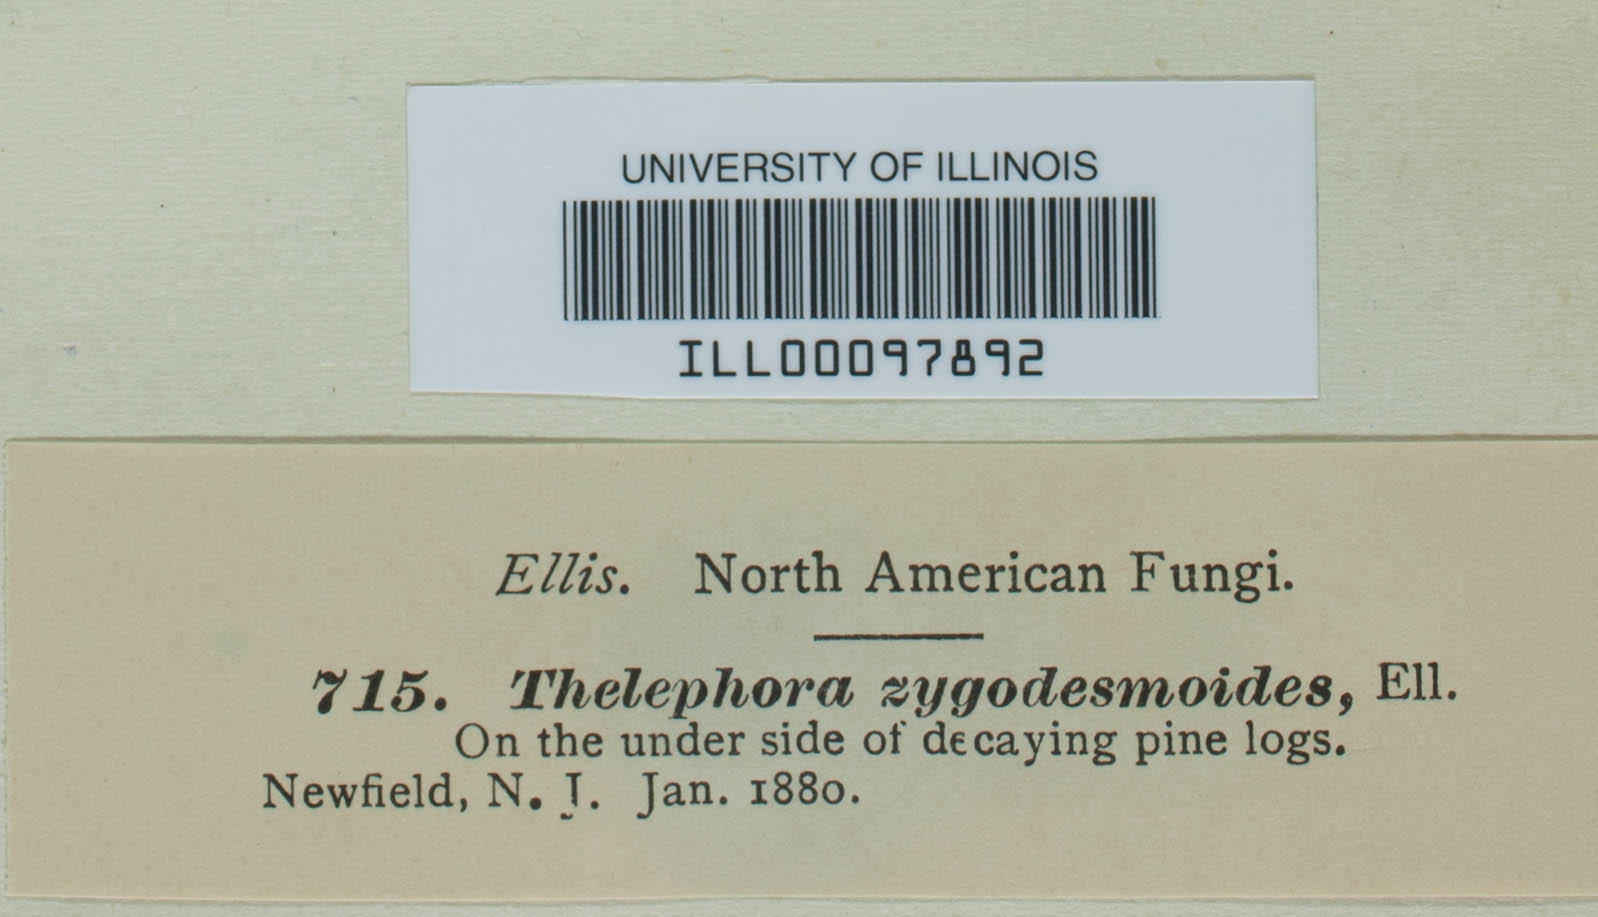 UNIVERSITY OF ILLINOIS
ILL00097892
Ellis. North American Fungi.
715. Thelephora zygodesmoides, Ell.
On the under side of decaying pine logs.
Newfield, N. J. Jan. 1880.